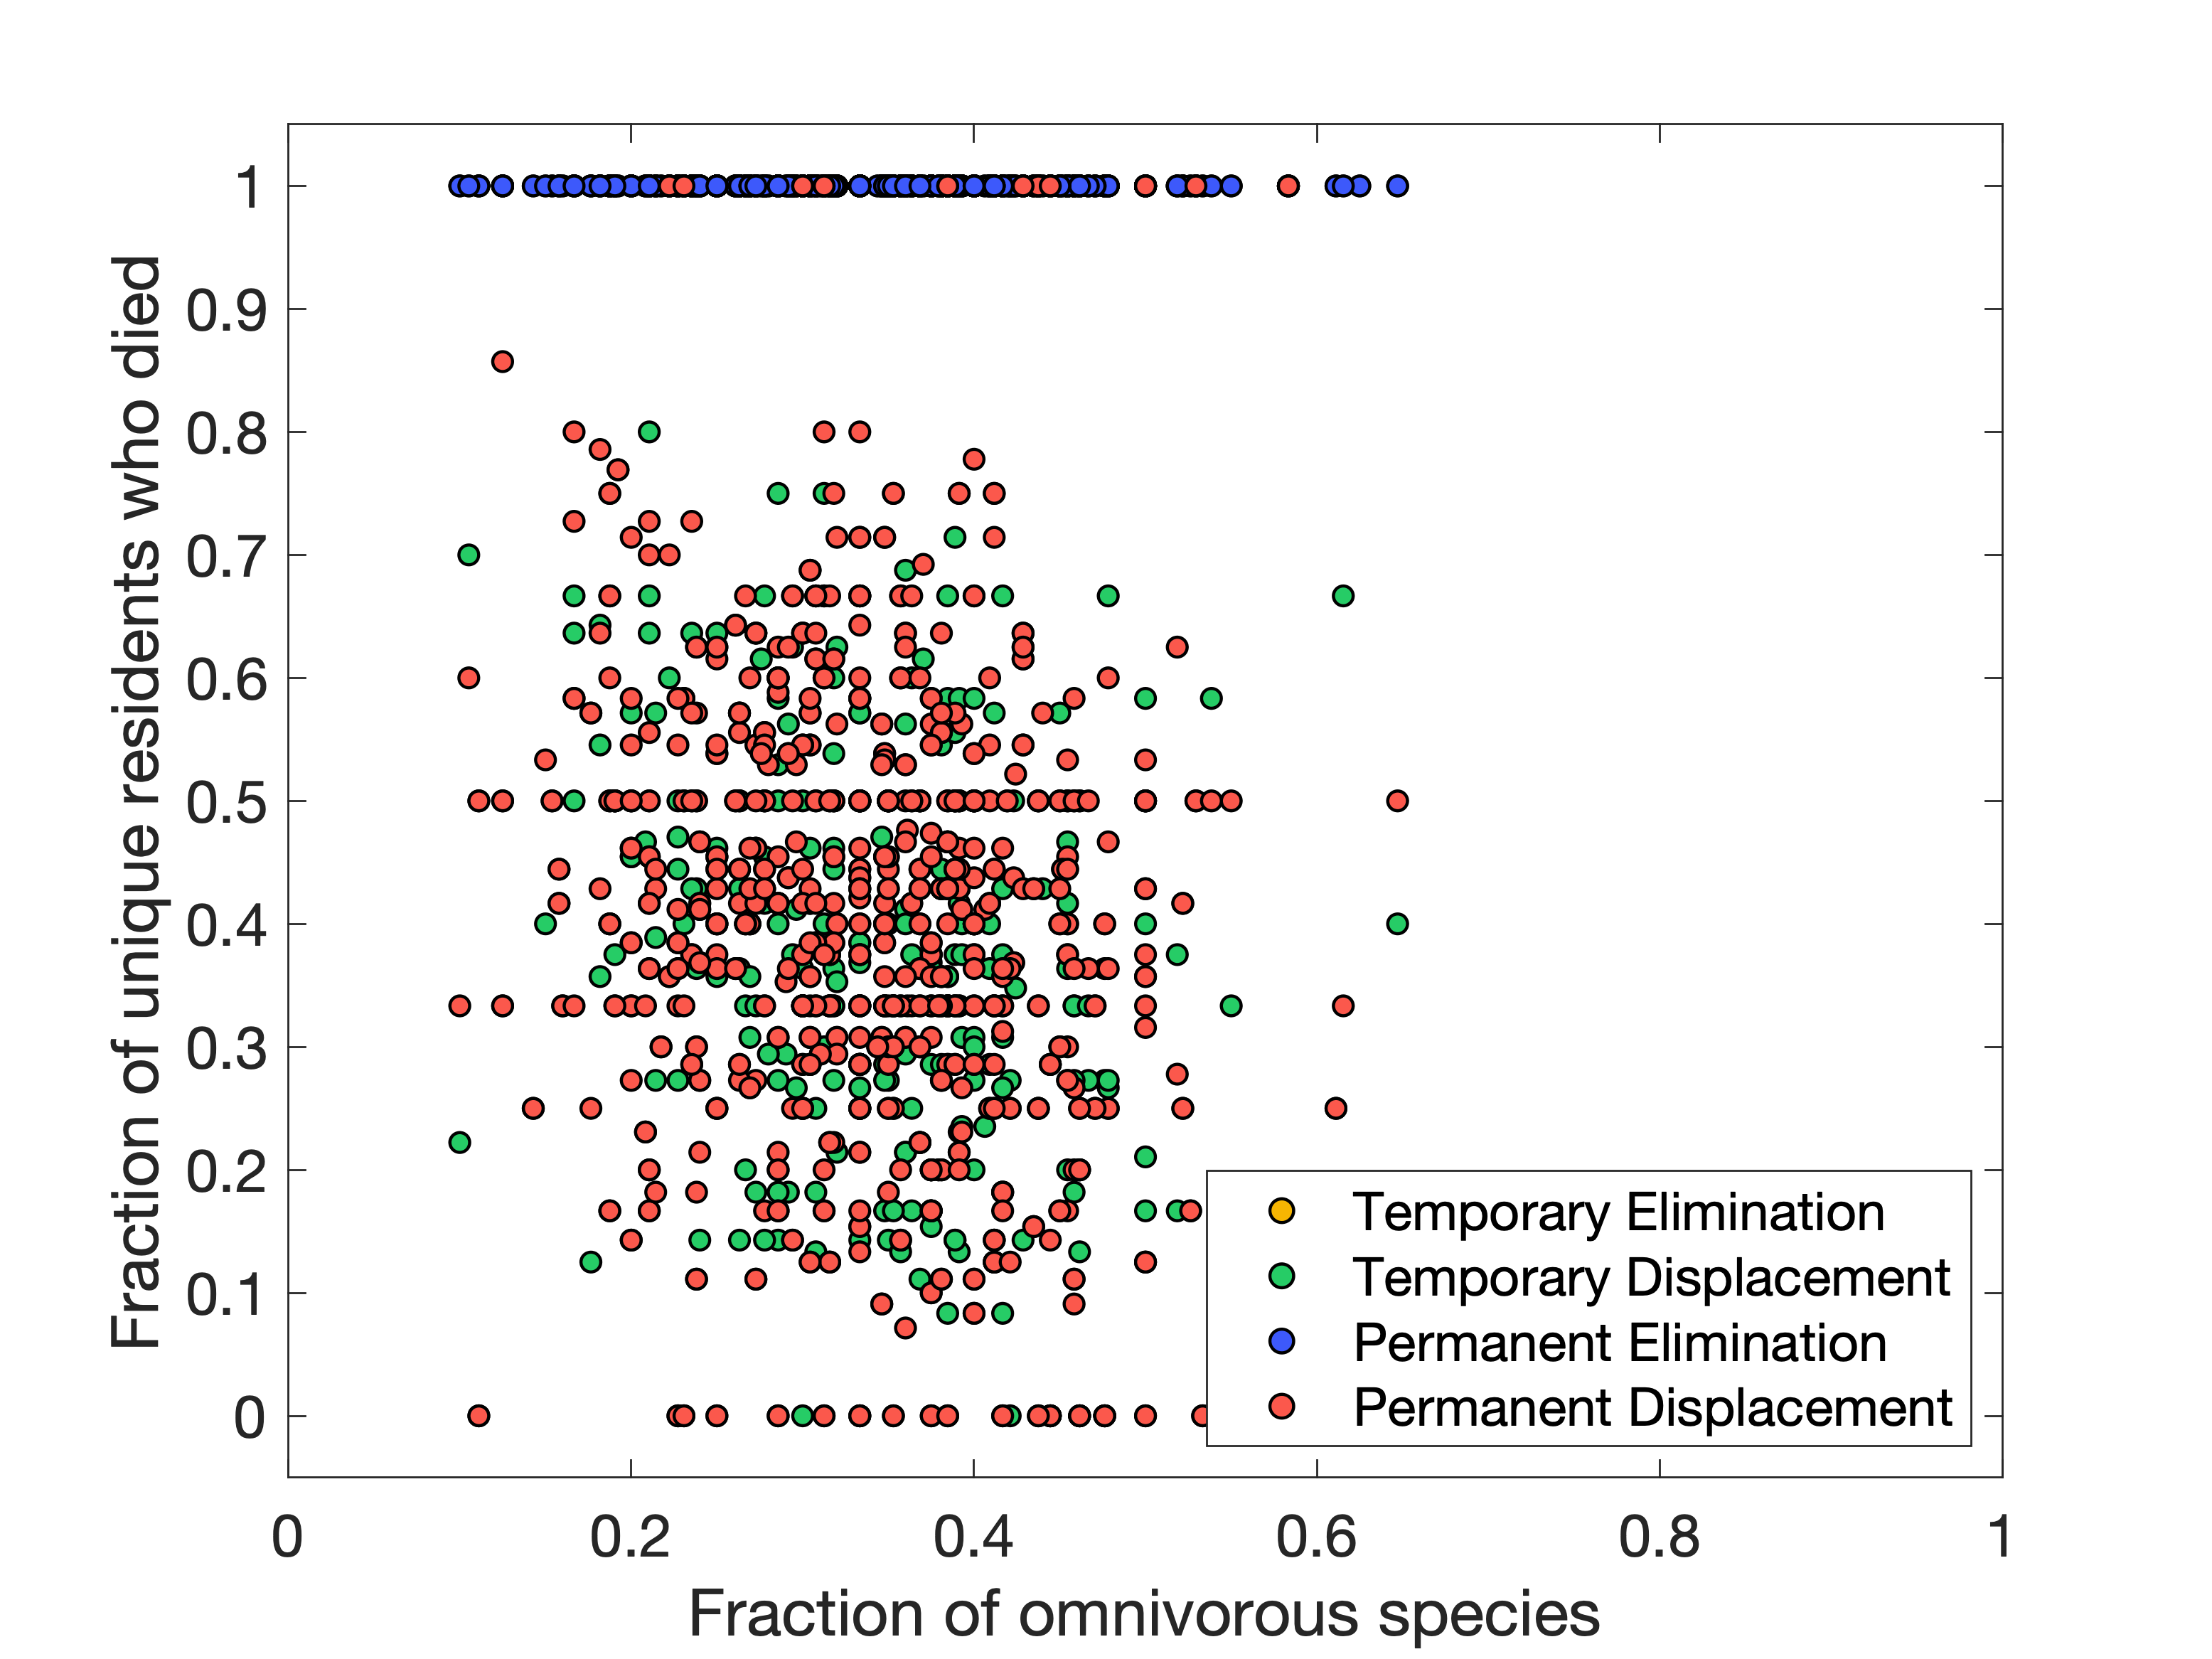 1
0.9
0.8
0.7
0.6
0.5
0.4
0.3
0.2
0.1
0
Fraction of unique residents who died
Temporary Elimination
Temporary Displacement
Permanent Elimination
Permanent Displacement
0 0.2 0.4 0.6 0.8 1
Fraction of omnivorous species